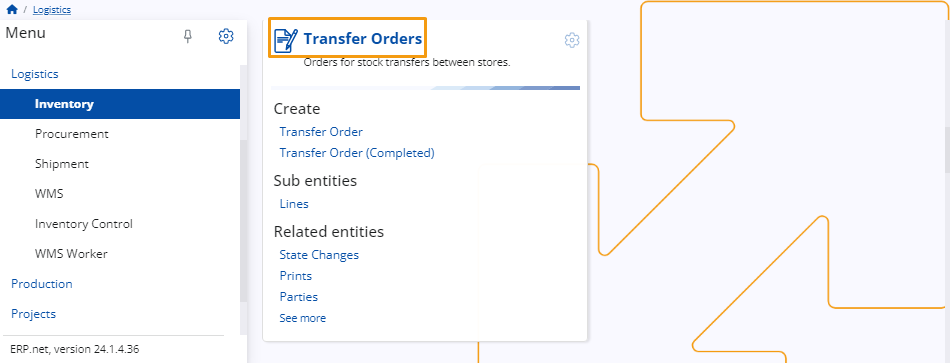 / Logistics
Menu
Logistics
Inventory
Procurement
Shipment
WMS
Inventory Control
WMS Worker
Production
Projects
ERP.net, version 24.1.4.36
Transfer Orders
Orders for stock transfers between stores.
Create
Transfer Order
Transfer Order (Completed)
Sub entities
Lines
Related entities
State Changes
Prints
Parties
See more